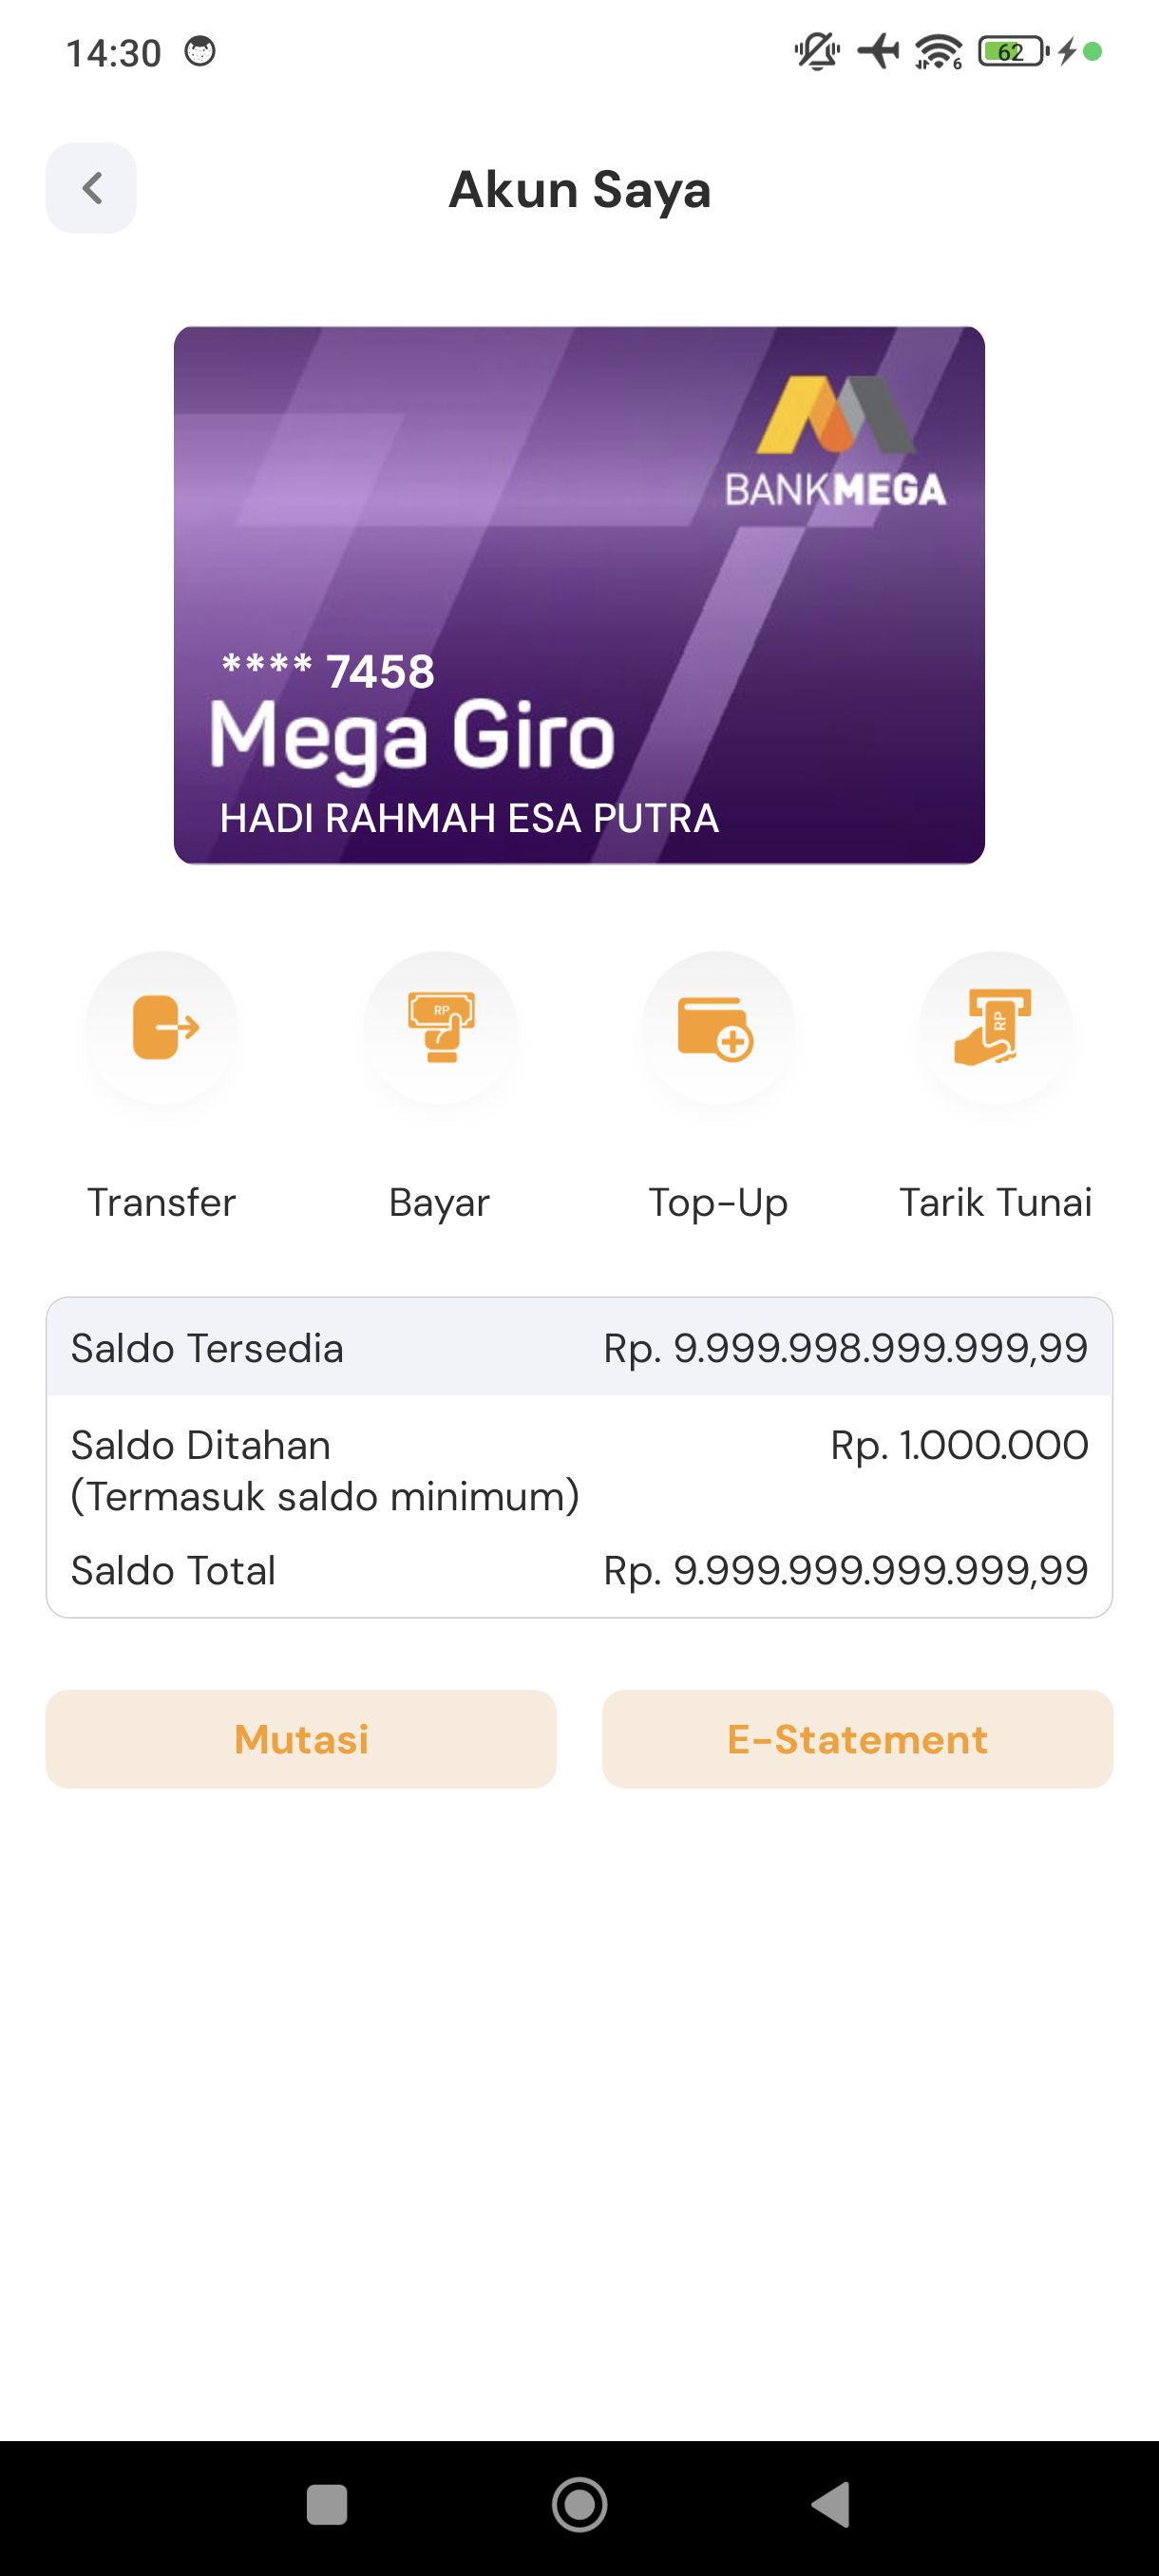 14:30
6
62
Akun Saya
BANKMEGA
**** 7458
Mega Giro
HADI RAHMAH ESA PUTRA
RP
RP
Transfer
Bayar
Top-Up
Tarik Tunai
Saldo Tersedia Rp. 9.999.998.999.999,99
Saldo Ditahan Rp. 1.000.000
(Termasuk saldo minimum)
Saldo Total Rp. 9.999.999.999.999,99
Mutasi
E-Statement